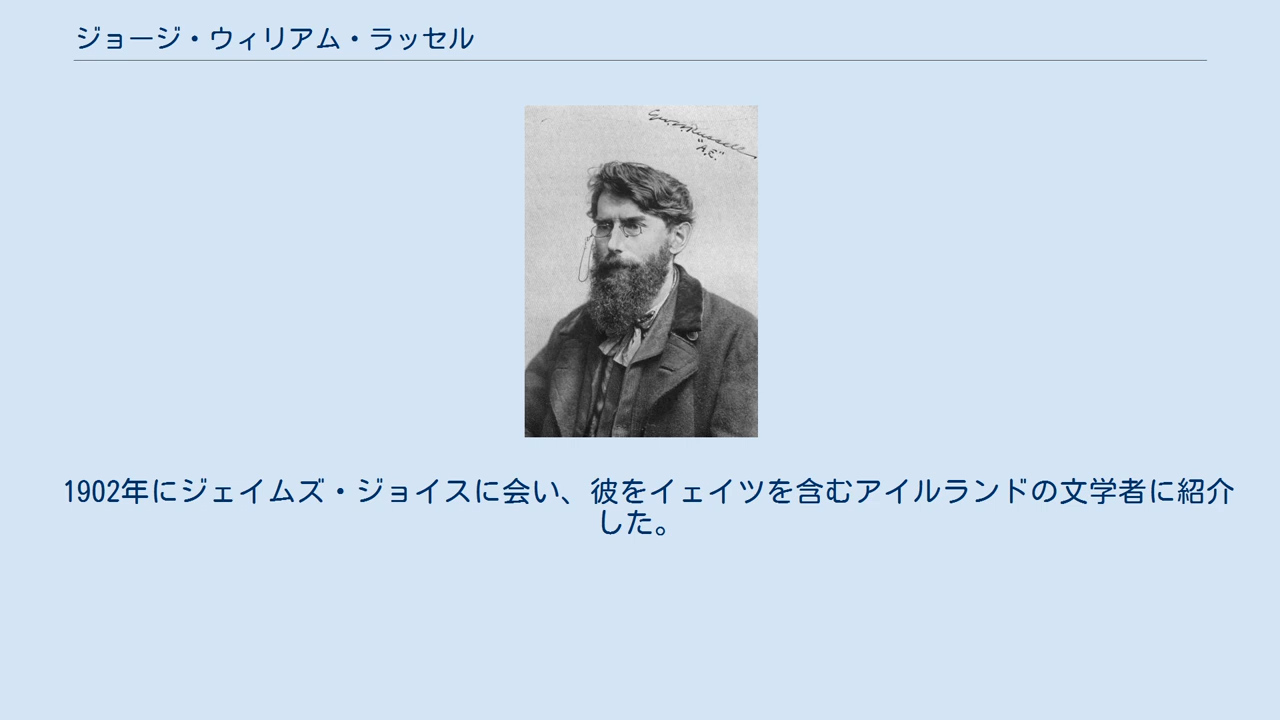 ジョージ・ウィリアム・ラッセル
Geo. W. Russell
"A.E."
1902年にジェイムズ・ジョイスに会い、彼をイェイツを含むアイルランドの文学者に紹介
した。